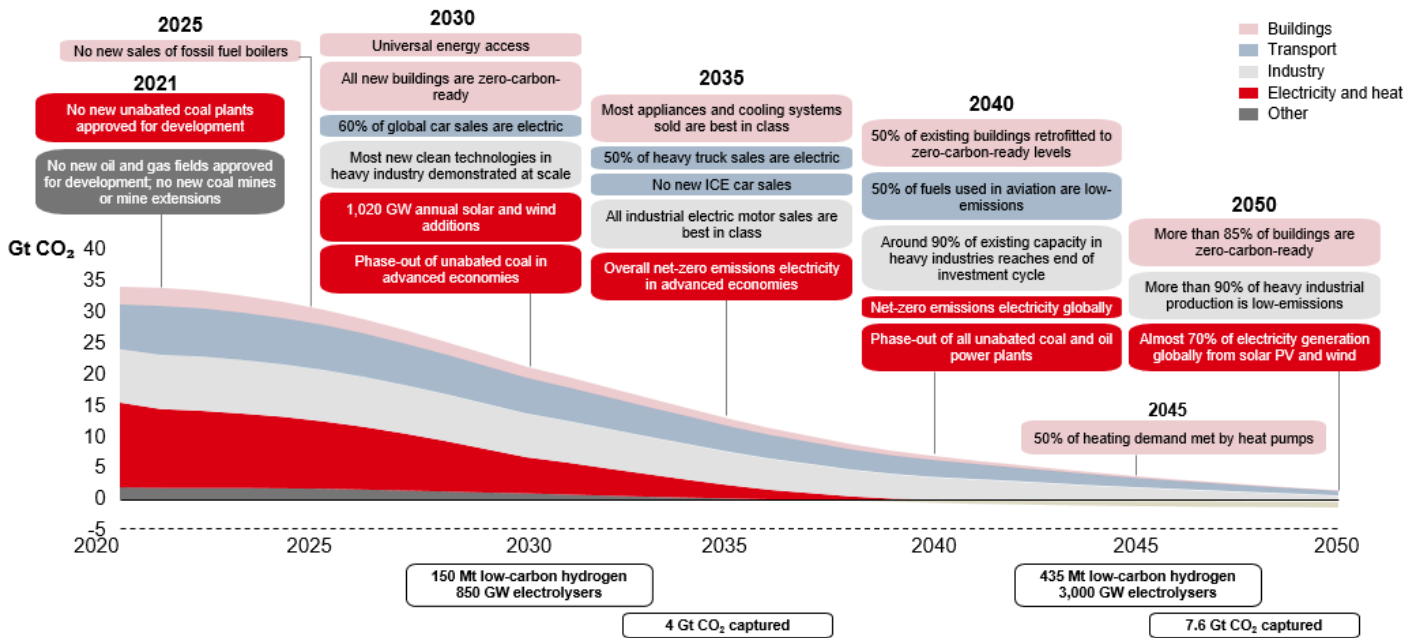 2025
No new sales of fossil fuel boilers
2021
No new unabated coal plants
approved for development
No new oil and gas fields approved
for development; no new coal mines
or mine extensions
2030
Universal energy access
All new buildings are zero-carbon-
ready
60% of global car sales are electric
Most new clean technologies in
heavy industry demonstrated at scale
1,020 GW annual solar and wind
additions
Phase-out of unabated coal in
advanced economies
2035
Most appliances and cooling systems
sold are best in class
50% of heavy truck sales are electric
No new ICE car sales
All industrial electric motor sales are
best in class
Overall net-zero emissions electricity
in advanced economies
2040
50% of existing buildings retrofitted to
zero-carbon-ready levels
50% of fuels used in aviation are low-
emissions
Around 90% of existing capacity in
heavy industries reaches end of
investment cycle
Net-zero emissions electricity globally
Phase-out of all unabated coal and oil
power plants
2045
50% of heating demand met by heat pumps
2050
More than 85% of buildings are
zero-carbon-ready
More than 90% of heavy industrial
production is low-emissions
Almost 70% of electricity generation
globally from solar PV and wind
Buildings
Transport
Industry
Electricity and heat
Other
Gt CO₂
40
35
30
25
20
15
10
5
0
-5
2020
2025
2030
2035
2040
2045
2050
150 Mt low-carbon hydrogen
850 GW electrolysers
4 Gt CO₂ captured
435 Mt low-carbon hydrogen
3,000 GW electrolysers
7.6 Gt CO₂ captured